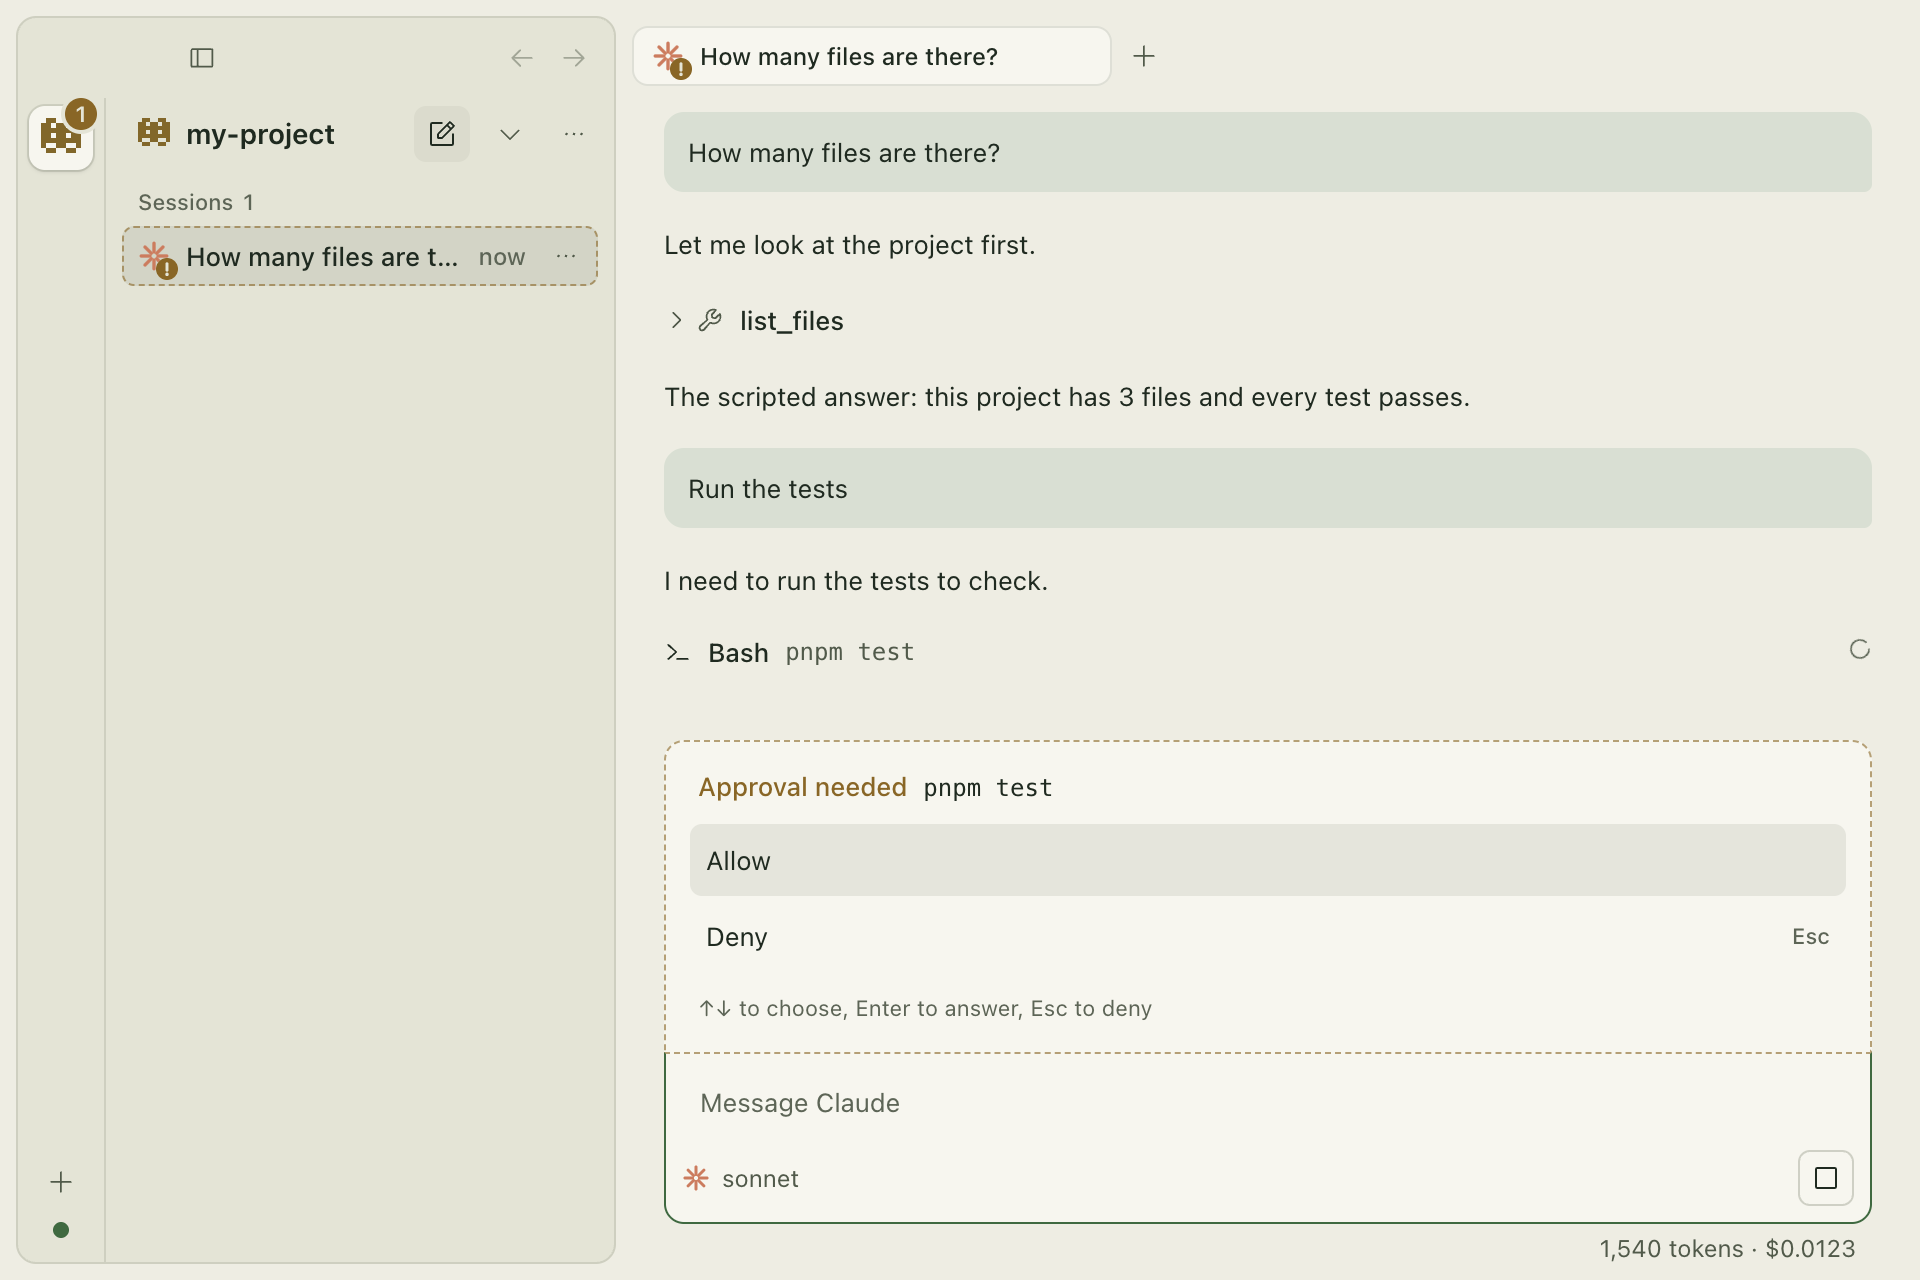 How many files are there?
1
my-project
Sessions 1
How many files are t... now
How many files are there?
Let me look at the project first.
list_files
The scripted answer: this project has 3 files and every test passes.
Run the tests
I need to run the tests to check.
Bash pnpm test
Approval needed pnpm test
Allow
Deny Esc
↑↓ to choose, Enter to answer, Esc to deny
Message Claude
sonnet
1,540 tokens · $0.0123